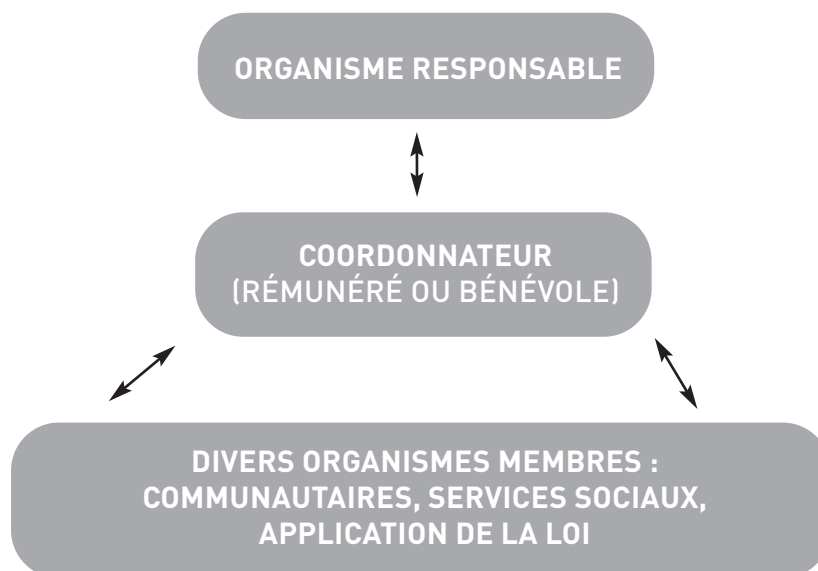 ORGANISME RESPONSABLE
COORDONNATEUR
(RÉMUNÉRÉ OU BÉNÉVOLE)
DIVERS ORGANISMES MEMBRES :
COMMUNAUTAIRES, SERVICES SOCIAUX,
APPLICATION DE LA LOI